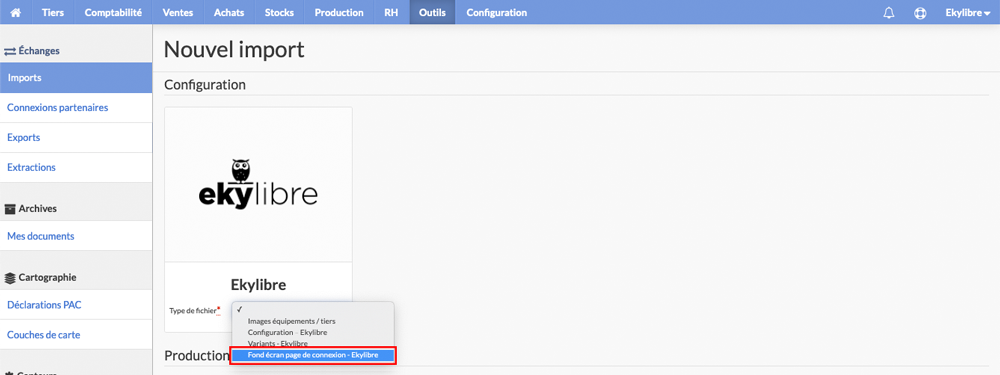 Tiers Comptabilité Ventes Achats Stocks Production RH Outils Configuration Ekylibre
Échanges
Imports
Connexions partenaires
Exports
Extractions
Archives
Mes documents
Cartographie
Déclarations PAC
Couches de carte
Nouvel import
Configuration
ekylibre
Ekylibre
Type de fichier*
Images équipements / tiers
Configuration - Ekylibre
Variants - Ekylibre
Fond écran page de connexion - Ekylibre
Production